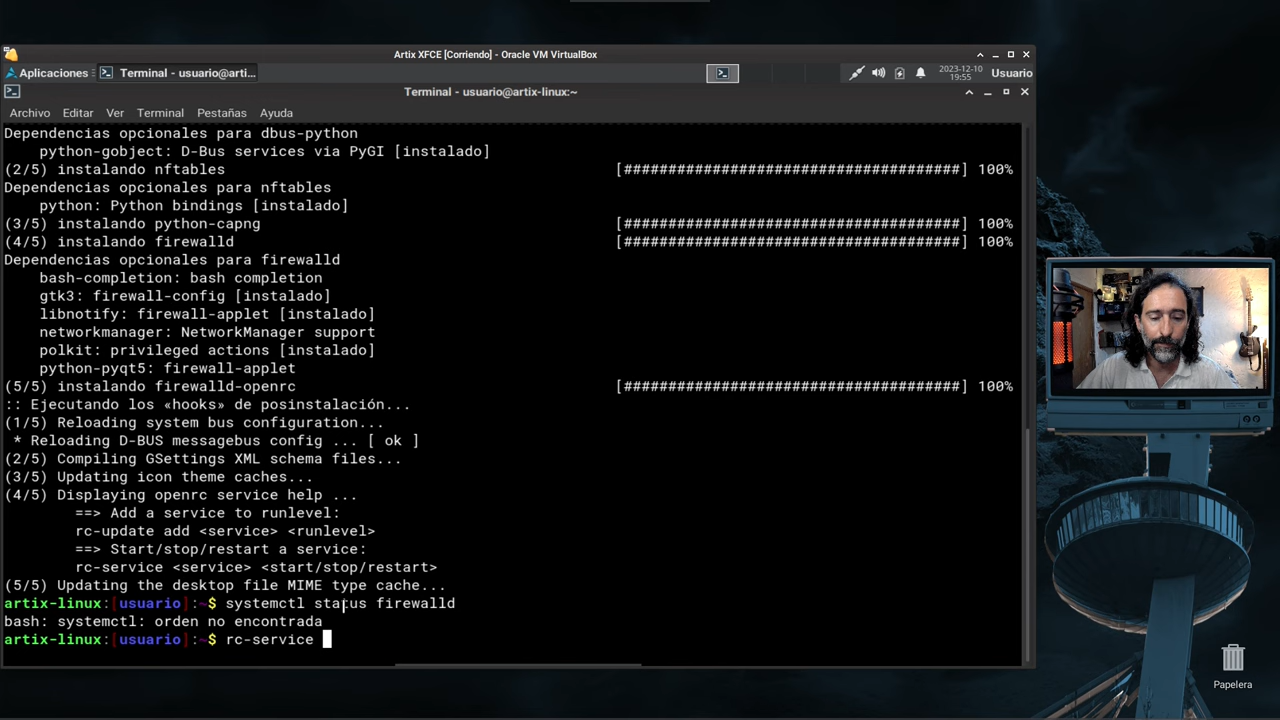 Artix XFCE [Corriendo] - Oracle VM VirtualBox
Aplicaciones
Terminal - usuario@arti...
2023-12-10
19:55
Usuario
Terminal - usuario@artix-linux:~
Archivo Editar Ver Terminal Pestañas Ayuda
Dependencias opcionales para dbus-python
python-gobject: D-Bus services via PyGI [instalado]
(2/5) instalando nftables [######################################] 100%
Dependencias opcionales para nftables
python: Python bindings [instalado]
(3/5) instalando python-capng [######################################] 100%
(4/5) instalando firewalld [######################################] 100%
Dependencias opcionales para firewalld
bash-completion: bash completion
gtk3: firewall-config [instalado]
libnotify: firewall-applet [instalado]
networkmanager: NetworkManager support
polkit: privileged actions [instalado]
python-pyqt5: firewall-applet
(5/5) instalando firewalld-openrc [######################################] 100%
:: Ejecutando los «hooks» de posinstalación...
(1/5) Reloading system bus configuration...
* Reloading D-BUS messagebus config ... [ ok ]
(2/5) Compiling GSettings XML schema files...
(3/5) Updating icon theme caches...
(4/5) Displaying openrc service help ...
==> Add a service to runlevel:
rc-update add <service> <runlevel>
==> Start/stop/restart a service:
rc-service <service> <start/stop/restart>
(5/5) Updating the desktop file MIME type cache...
artix-linux:[usuario]:~$ systemctl status firewalld
bash: systemctl: orden no encontrada
artix-linux:[usuario]:~$ rc-service
Papelera